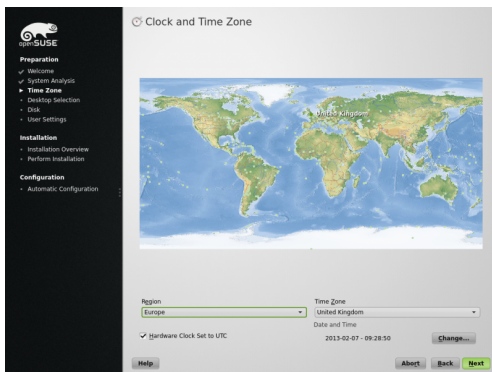 openSUSE
Preparation
Welcome
System Analysis
Time Zone
Desktop Selection
Disk
User Settings
Installation
Installation Overview
Perform Installation
Configuration
Automatic Configuration
Clock and Time Zone
United Kingdom
Region
Europe
Time Zone
United Kingdom
Hardware Clock Set to UTC
Date and Time
2013-02-07 - 09:28:50
Change...
Help
Abort
Back
Next